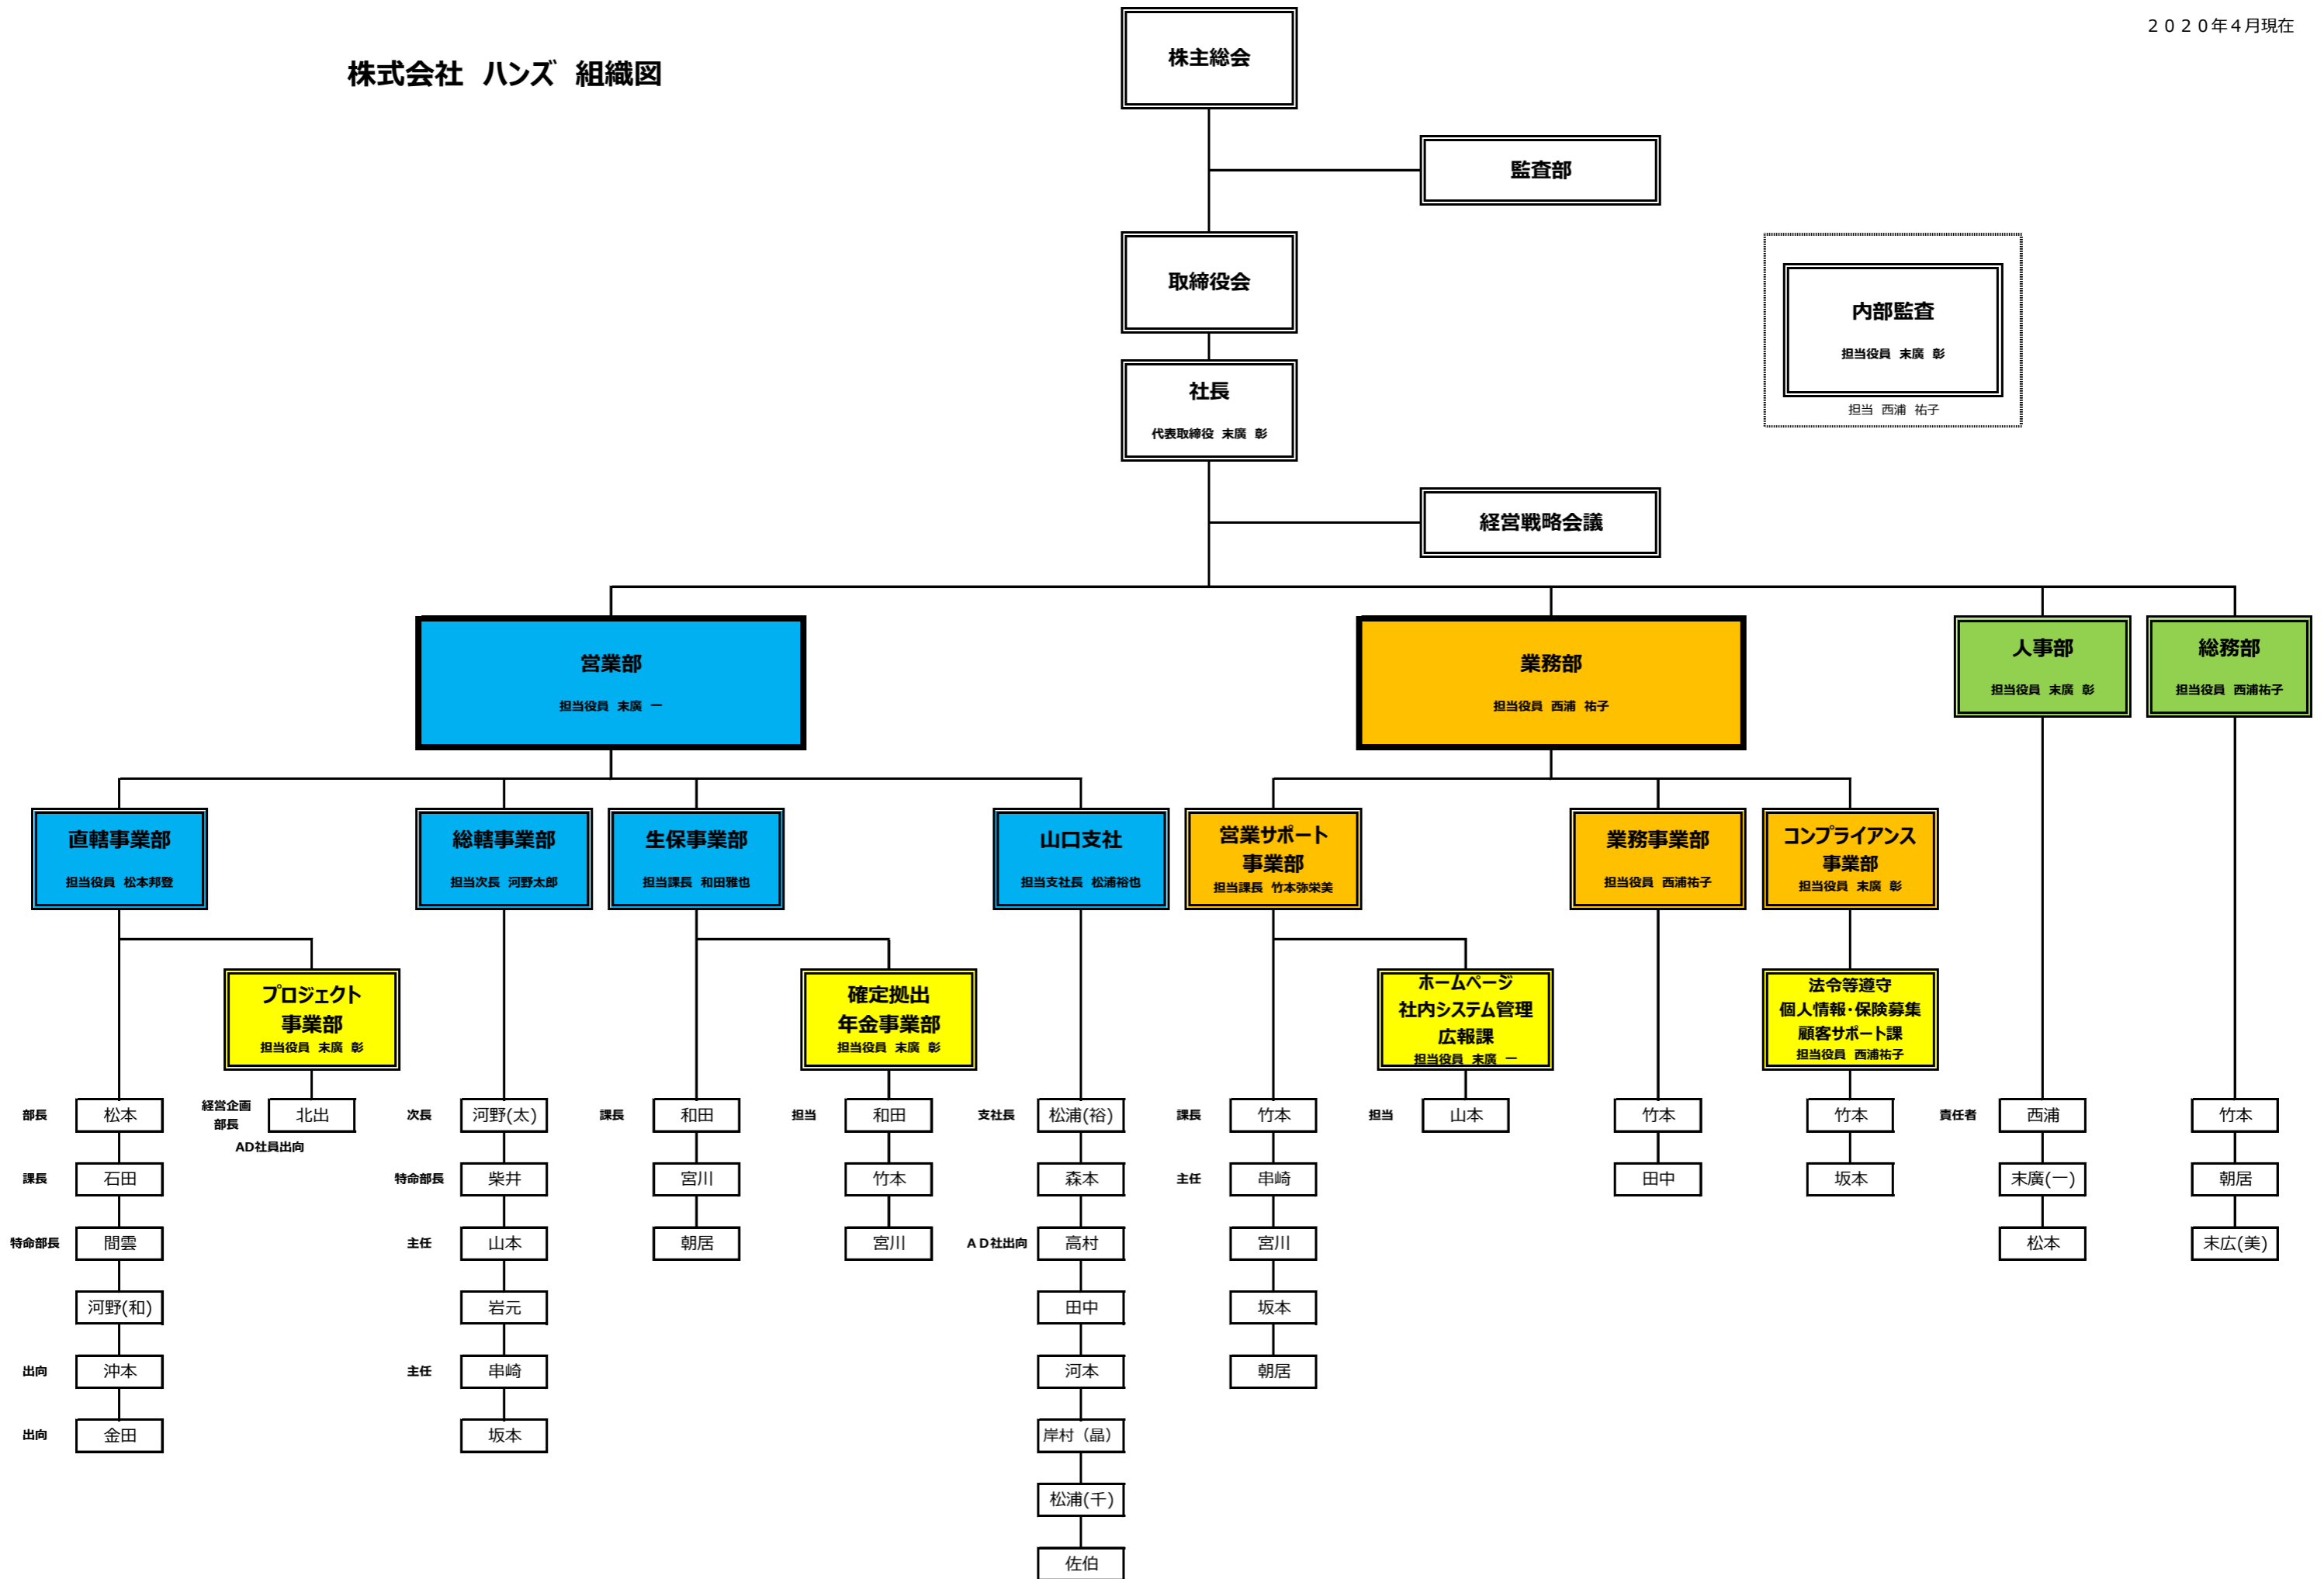 ２０２０年４月現在
株式会社 ハンズ 組織図
株主総会
監査部
取締役会
内部監査
担当役員 末廣 彰
担当 西浦 祐子
社長
代表取締役 末廣 彰
経営戦略会議
営業部
担当役員 末廣 一
業務部
担当役員 西浦 祐子
人事部
担当役員 末廣 彰
総務部
担当役員 西浦祐子
直轄事業部
担当役員 松本邦登
総轄事業部
担当次長 河野太郎
生保事業部
担当課長 和田雅也
山口支社
担当支社長 松浦裕也
営業サポート
事業部
担当課長 竹本弥栄美
業務事業部
担当役員 西浦祐子
コンプライアンス
事業部
担当役員 末廣 彰
プロジェクト
事業部
担当役員 末廣 彰
確定拠出
年金事業部
担当役員 末廣 彰
ホームページ
社内システム管理
広報課
担当役員 末廣 一
法令等遵守
個人情報・保険募集
顧客サポート課
担当役員 西浦祐子
部長 松本
課長 石田
特命部長 間雲
河野(和)
出向 沖本
出向 金田
経営企画
部長
北出
AD社員出向
次長 河野(太)
特命部長 柴井
主任 山本
岩元
主任 串崎
坂本
課長 和田
宮川
朝居
担当 和田
竹本
宮川
支社長 松浦(裕)
森本
ＡＤ社出向 高村
田中
河本
岸村（晶）
松浦(千)
佐伯
課長 竹本
主任 串崎
宮川
坂本
朝居
担当 山本
竹本
田中
竹本
坂本
責任者 西浦
末廣(一)
松本
竹本
朝居
末広(美)